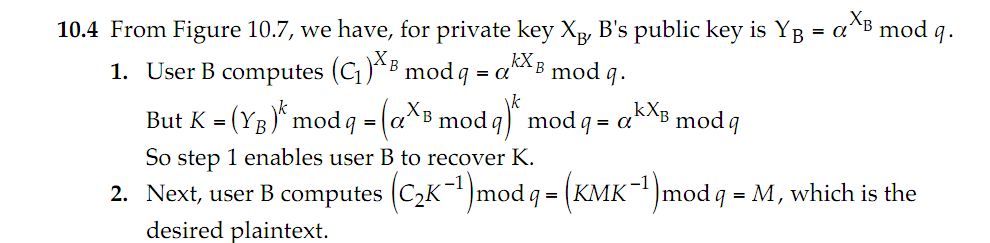 10.4 From Figure 10.7, we have, for private key X_B, B's public key is Y_B = α^{X_B} mod q.
1. User B computes (C_1)^{X_B} mod q = α^{kX_B} mod q.
But K = (Y_B)^k mod q = (α^{X_B} mod q)^k mod q = α^{kX_B} mod q
So step 1 enables user B to recover K.
2. Next, user B computes (C_2K^{-1})mod q = (KMK^{-1})mod q = M, which is the
desired plaintext.